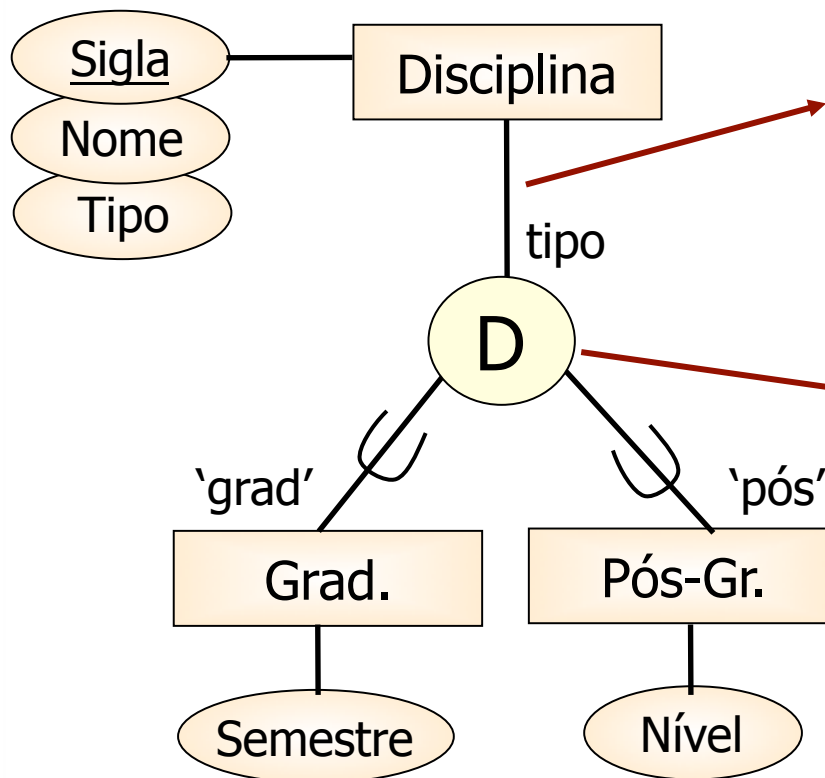 Sigla
Disciplina
Nome
Tipo
tipo
D
‘grad’
‘pós’
Grad.
Pós-Gr.
Semestre
Nível